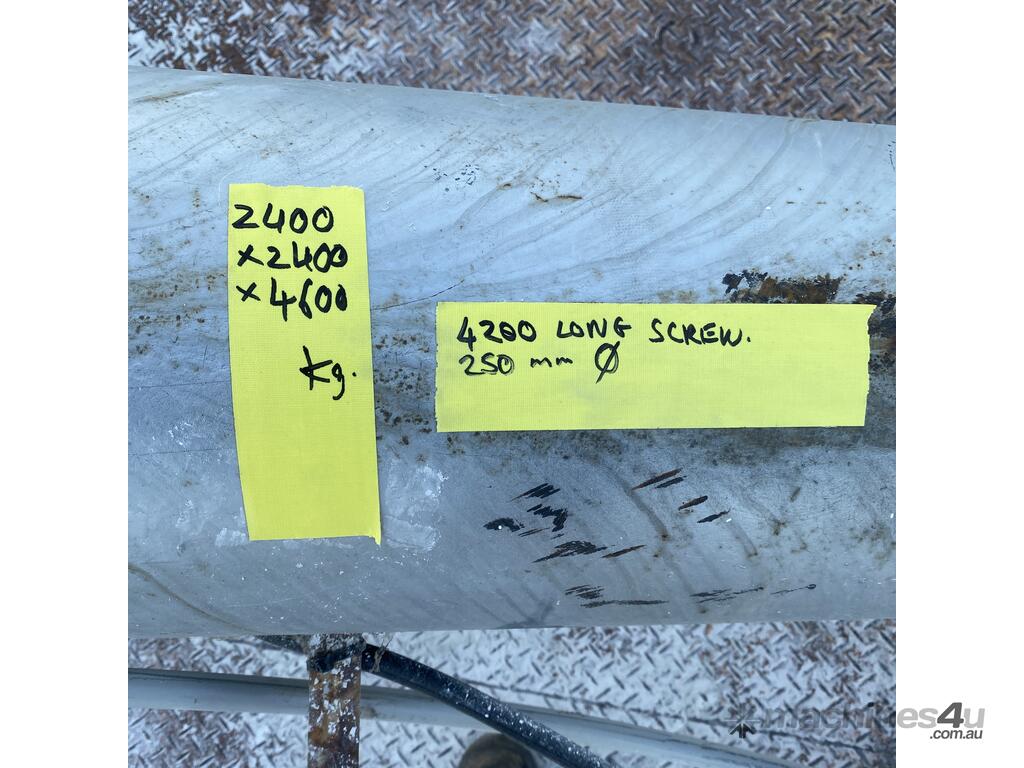 2400
×2400
×4600
kg.
4200 LONG SCREW.
250 mm Ø
machines4u
.com.au